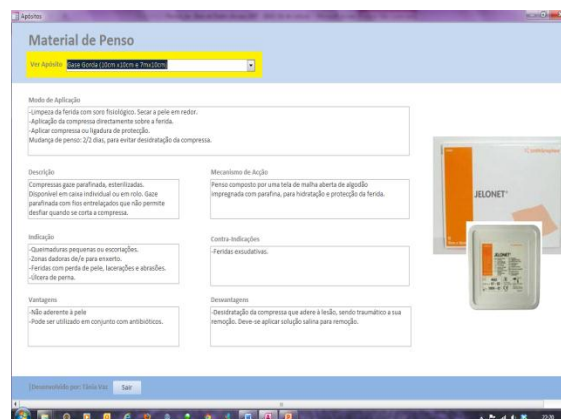 Apósitos
Material de Penso
Ver Apósito
Gase Gorda (10cm x10cm e 7mx10cm)
Modo de Aplicação
-Limpeza da ferida com soro fisiológico. Secar a pele em redor.
-Aplicação da compressa directamente sobre a ferida.
-Aplicar compressa ou ligadura de protecção.
Mudança de penso: 2/2 dias, para evitar desidratação da compressa.
Descrição
Compressas gaze parafinada, esterilizadas.
Disponível em caixa individual ou em rolo. Gaze
parafinada com fios entrelaçados que não permite
desfiar quando se corta a compressa.
Mecanismo de Acção
Penso composto por uma tela de malha aberta de algodão
impregnada com parafina, para hidratação e protecção da ferida.
Indicação
-Queimaduras pequenas ou escoriações.
-Zonas dadoras de/e para enxerto.
-Feridas com perda de pele, lacerações e abrasões.
-Úlcera de perna.
Contra-Indicações
-Feridas exsudativas.
Vantagens
-Não aderente à pele
-Pode ser utilizado em conjunto com antibióticos.
Desvantagens
-Desidratação da compressa que adere à lesão, sendo traumático a sua
remoção. Deve-se aplicar solução salina para remoção.
JELONET
JELONET
Desenvolvido por: Tânia Vaz
Sair